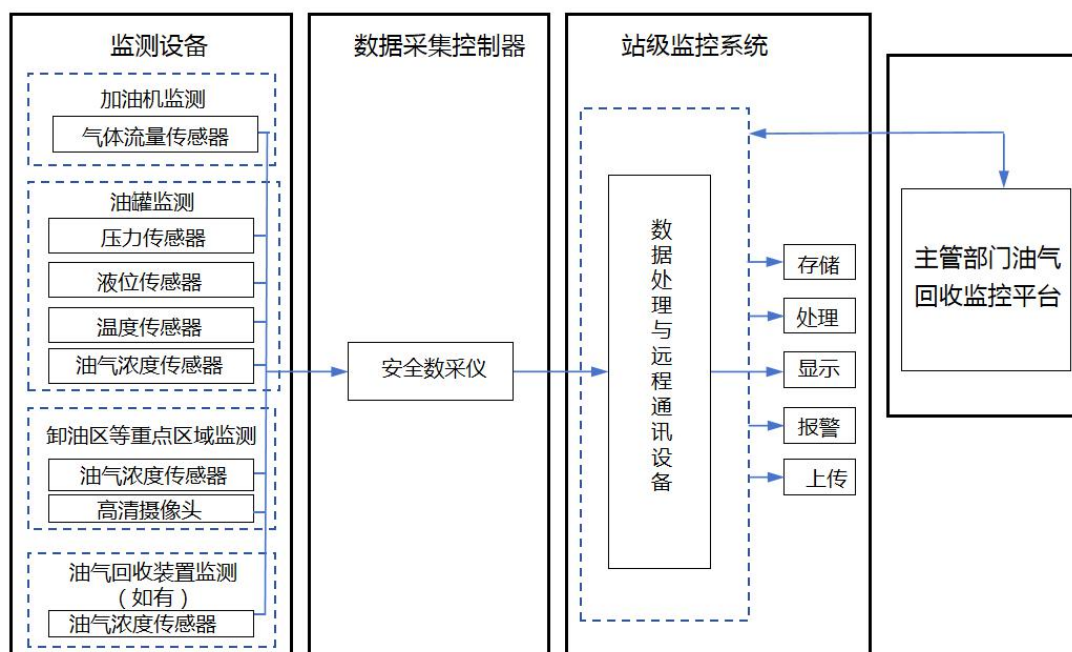 监测设备
加油机监测
气体流量传感器
油罐监测
压力传感器
液位传感器
温度传感器
油气浓度传感器
卸油区等重点区域监测
油气浓度传感器
高清摄像头
油气回收装置监测
（如有）
油气浓度传感器
数据采集控制器
安全数采仪
站级监控系统
数据处理与远程通讯设备
存储
处理
显示
报警
上传
主管部门油气
回收监控平台